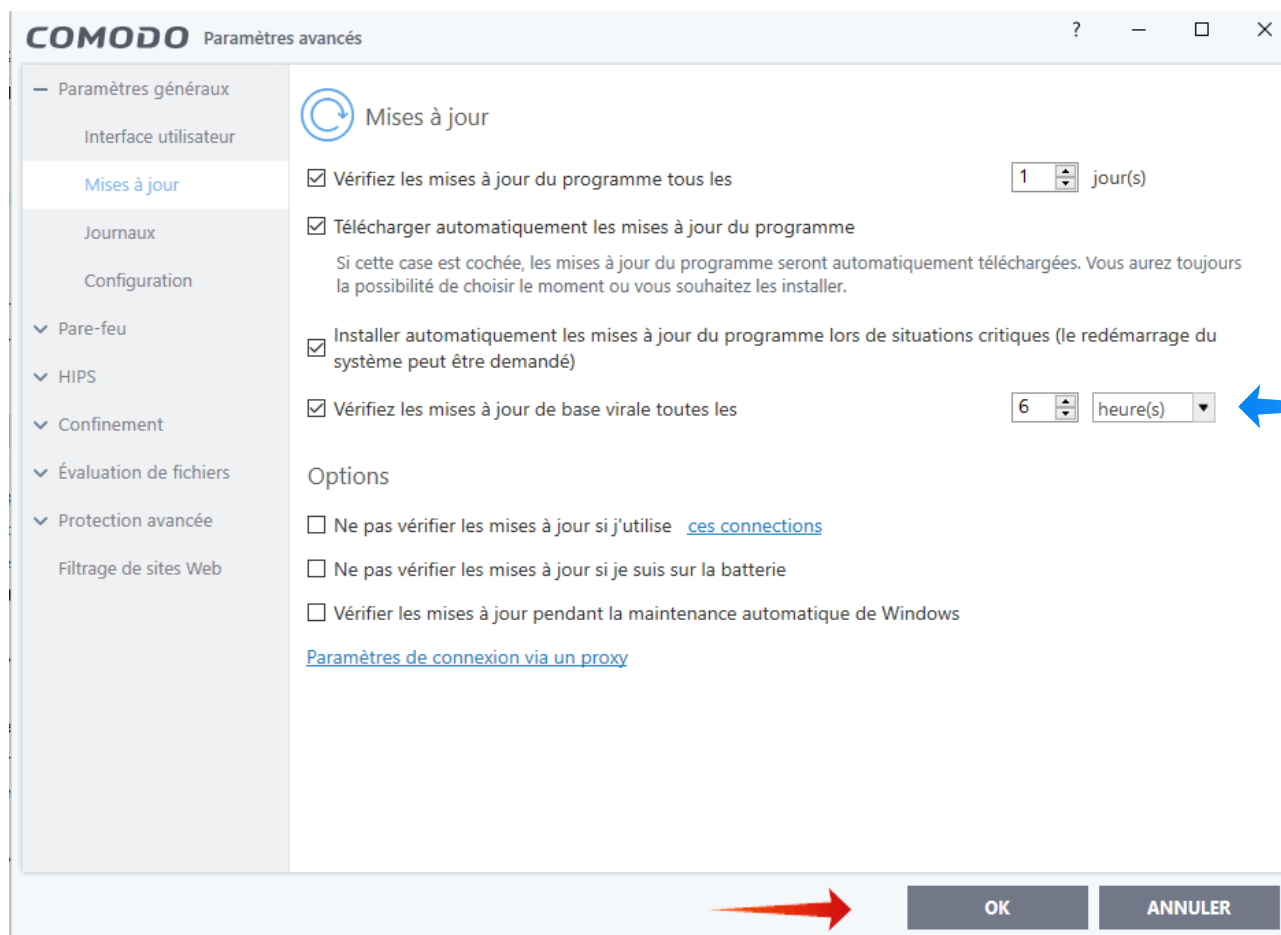 COMODO Paramètres avancés ?
Paramètres généraux
Interface utilisateur
Mises à jour
Journaux
Configuration
Pare-feu
HIPS
Confinement
Évaluation de fichiers
Protection avancée
Filtrage de sites Web
Mises à jour
Vérifiez les mises à jour du programme tous les 1 jour(s)
Télécharger automatiquement les mises à jour du programme
Si cette case est cochée, les mises à jour du programme seront automatiquement téléchargées. Vous aurez toujours
la possibilité de choisir le moment ou vous souhaitez les installer.
Installer automatiquement les mises à jour du programme lors de situations critiques (le redémarrage du
système peut être demandé)
Vérifiez les mises à jour de base virale toutes les 6 heure(s)
Options
Ne pas vérifier les mises à jour si j'utilise ces connections
Ne pas vérifier les mises à jour si je suis sur la batterie
Vérifier les mises à jour pendant la maintenance automatique de Windows
Paramètres de connexion via un proxy
OK ANNULER